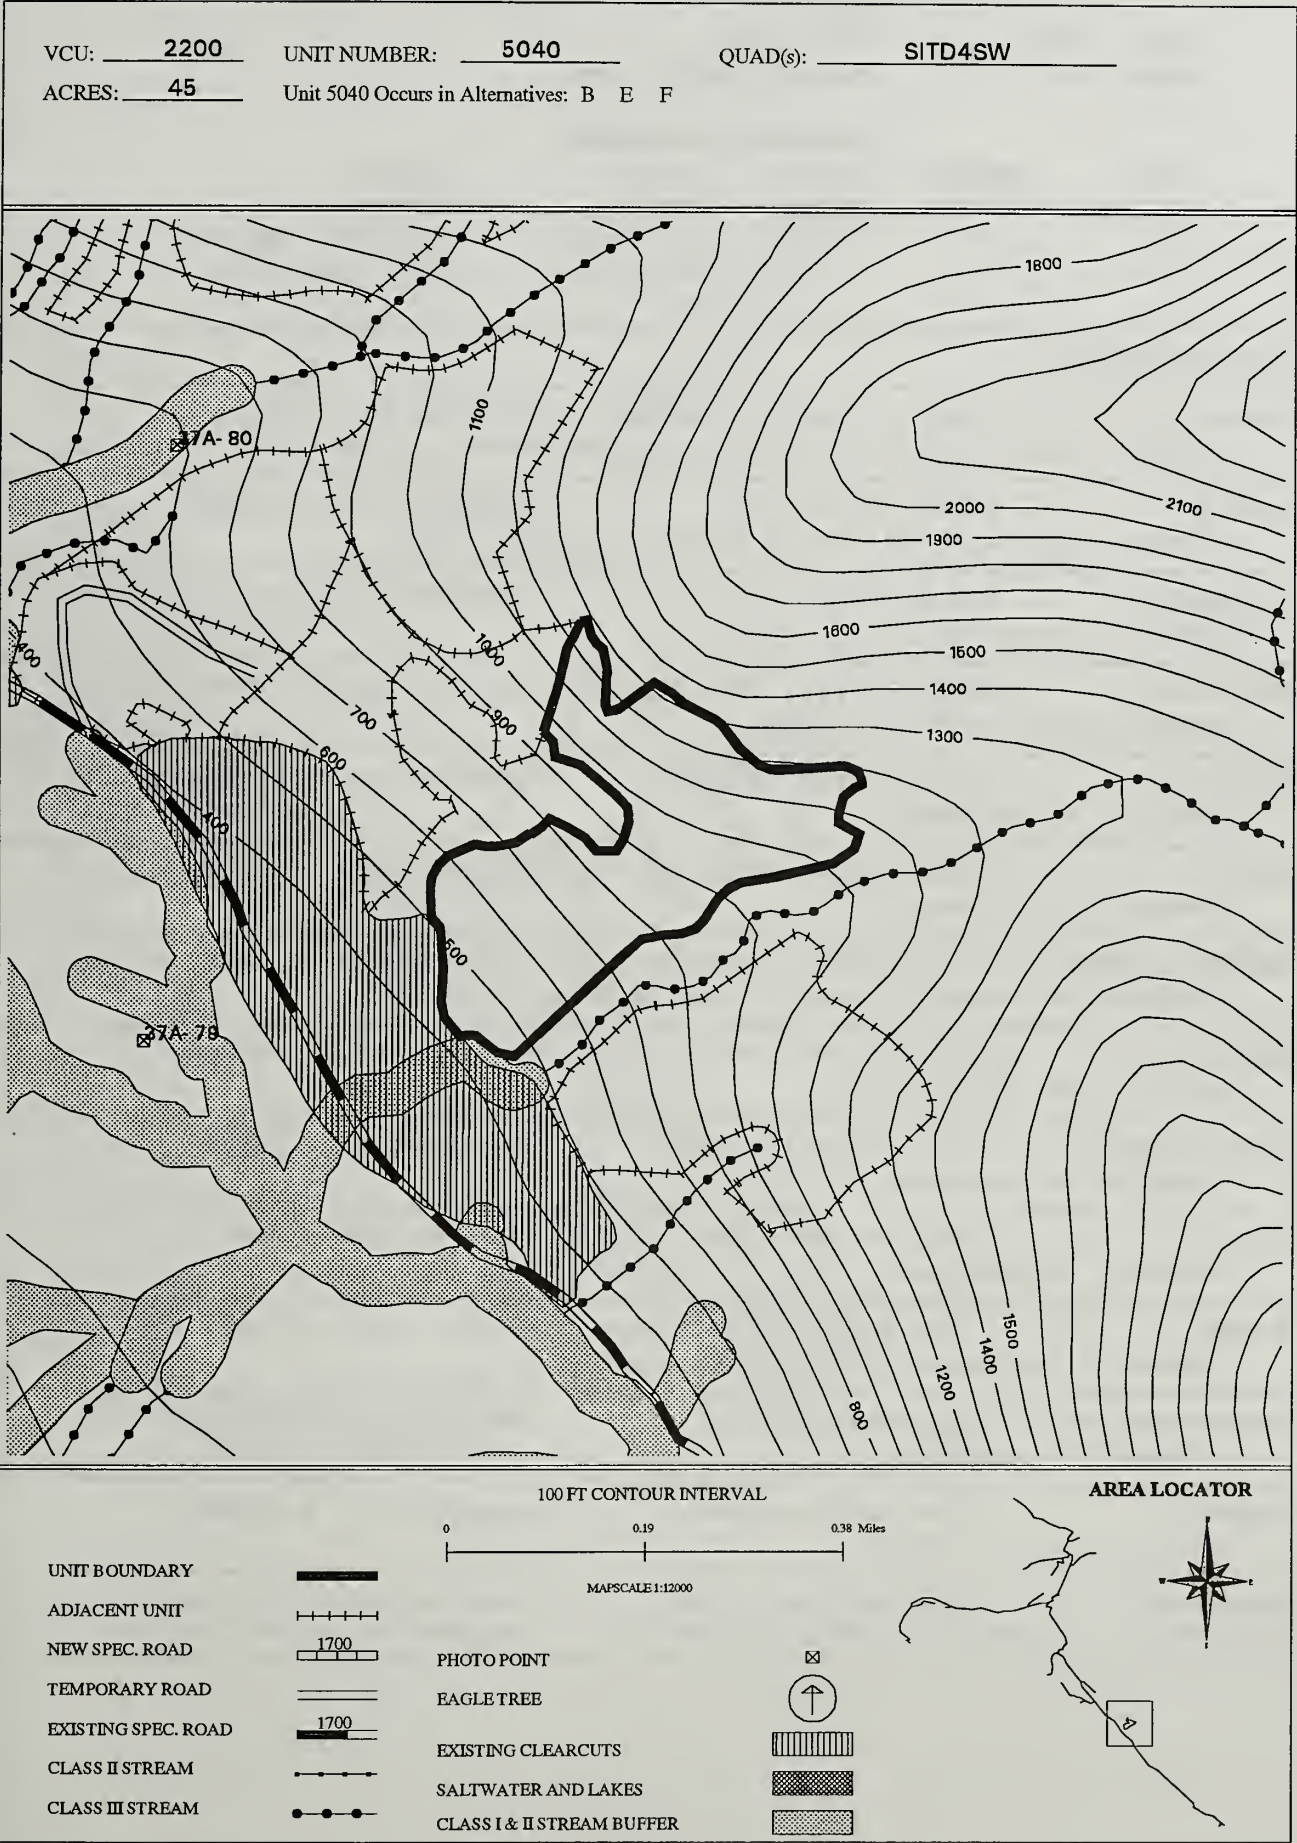 VCU: 2200 UNIT NUMBER: 5040 QUAD(s): SITD4SW
ACRES: 45 Unit 5040 Occurs in Alternatives: B E F
1800
1100
37A- 80
2000
2100
1900
1600
1000
1500
400
1400
700
900
1300
600
400
500
37A- 79
1500
1400
1200
800
100 FT CONTOUR INTERVAL
AREA LOCATOR
0 0.19 0.38 Miles
MAPSCALE 1:12000
UNIT BOUNDARY
ADJACENT UNIT
NEW SPEC. ROAD 1700
TEMPORARY ROAD
EXISTING SPEC. ROAD 1700
CLASS II STREAM
CLASS III STREAM
PHOTO POINT
EAGLE TREE
EXISTING CLEARCUTS
SALTWATER AND LAKES
CLASS I & II STREAM BUFFER
W E